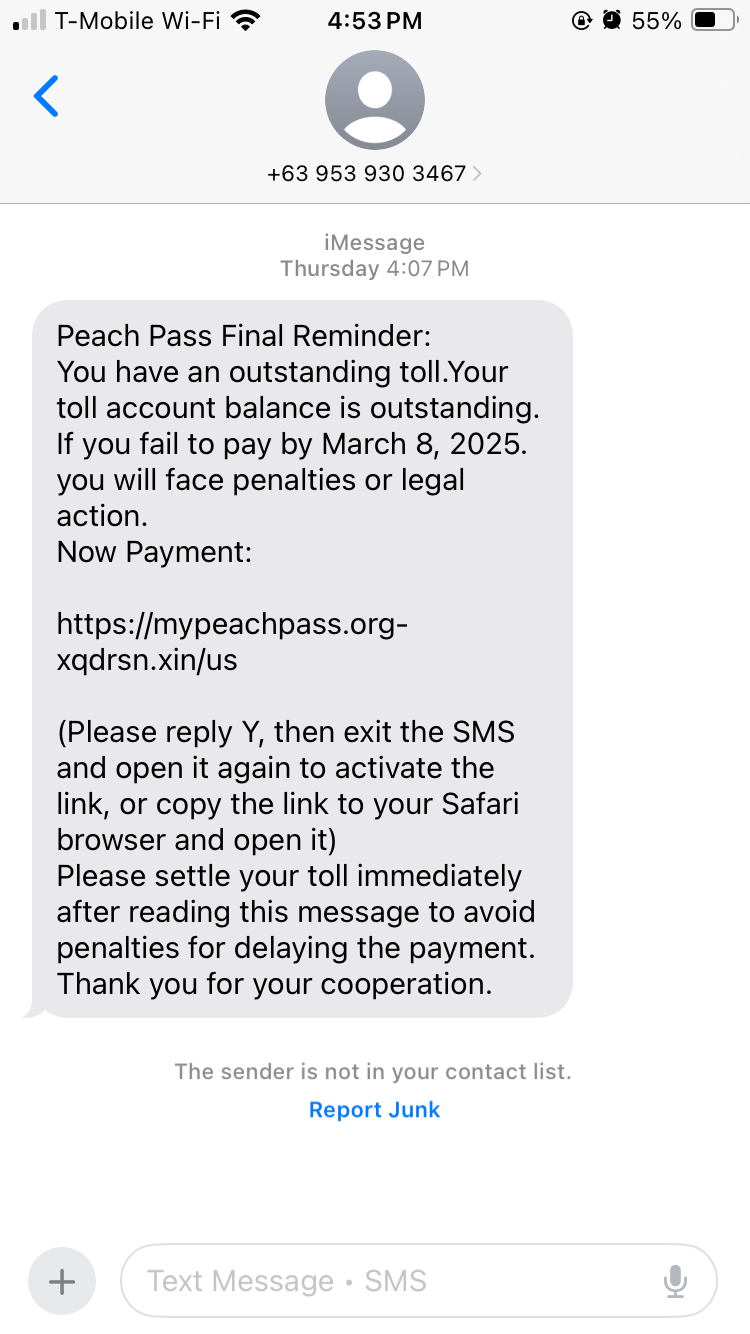 T-Mobile Wi-Fi 4:53 PM 55%
+63 953 930 3467
iMessage
Thursday 4:07 PM
Peach Pass Final Reminder:
You have an outstanding toll.Your
toll account balance is outstanding.
If you fail to pay by March 8, 2025.
you will face penalties or legal
action.
Now Payment:
https://mypeachpass.org-
xqdrsn.xin/us
(Please reply Y, then exit the SMS
and open it again to activate the
link, or copy the link to your Safari
browser and open it)
Please settle your toll immediately
after reading this message to avoid
penalties for delaying the payment.
Thank you for your cooperation.
The sender is not in your contact list.
Report Junk
Text Message • SMS